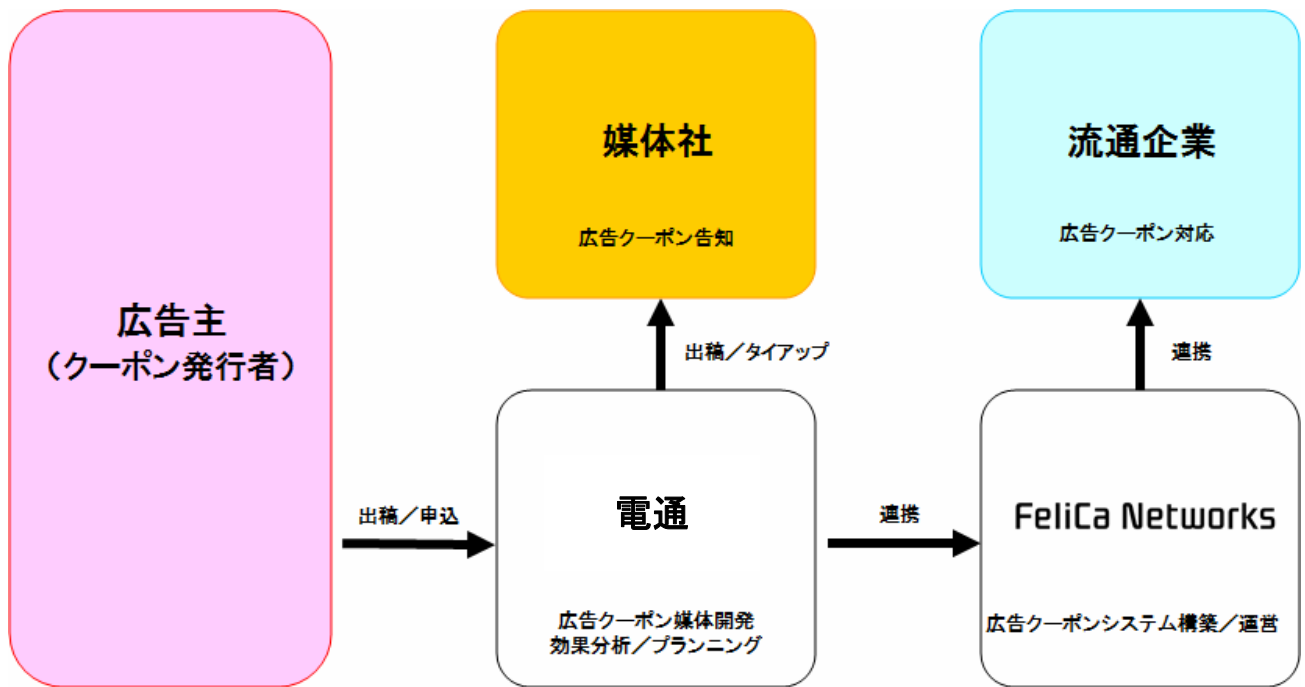 広告主
（クーポン発行者）
媒体社
広告クーポン告知
流通企業
広告クーポン対応
出稿／タイアップ
連携
出稿／申込
電通
広告クーポン媒体開発
効果分析／プランニング
連携
FeliCa Networks
広告クーポンシステム構築／運営